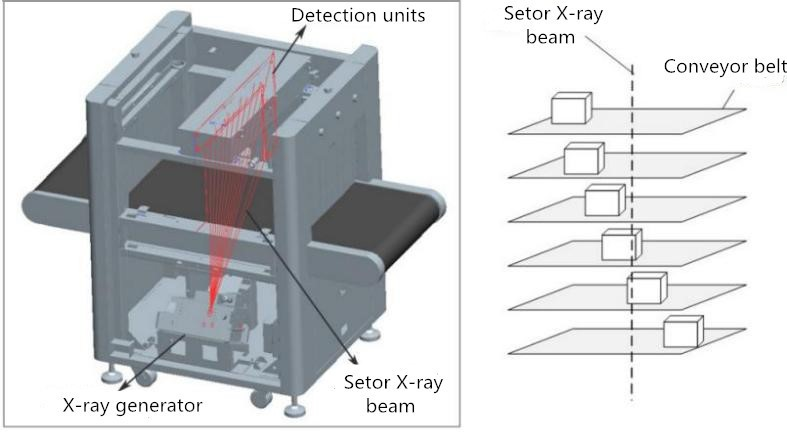 Detection units
X-ray generator
Setor X-ray
beam
Setor X-ray
beam
Conveyor belt